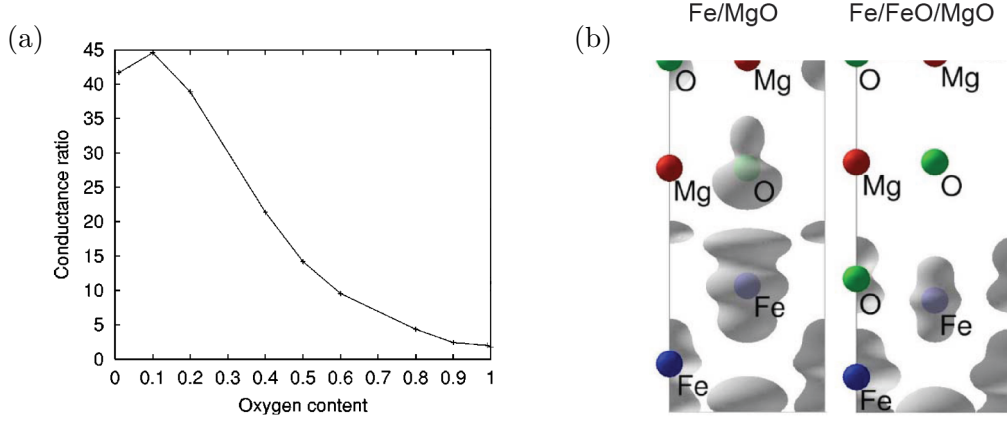 (a)
45
40
35
30
25
20
15
10
5
0
0 0.1 0.2 0.3 0.4 0.5 0.6 0.7 0.8 0.9 1
Conductance ratio
Oxygen content
(b)
Fe/MgO
O
Mg
Mg
O
Fe
Fe
Fe/FeO/MgO
O
Mg
Mg
O
O
Fe
Fe